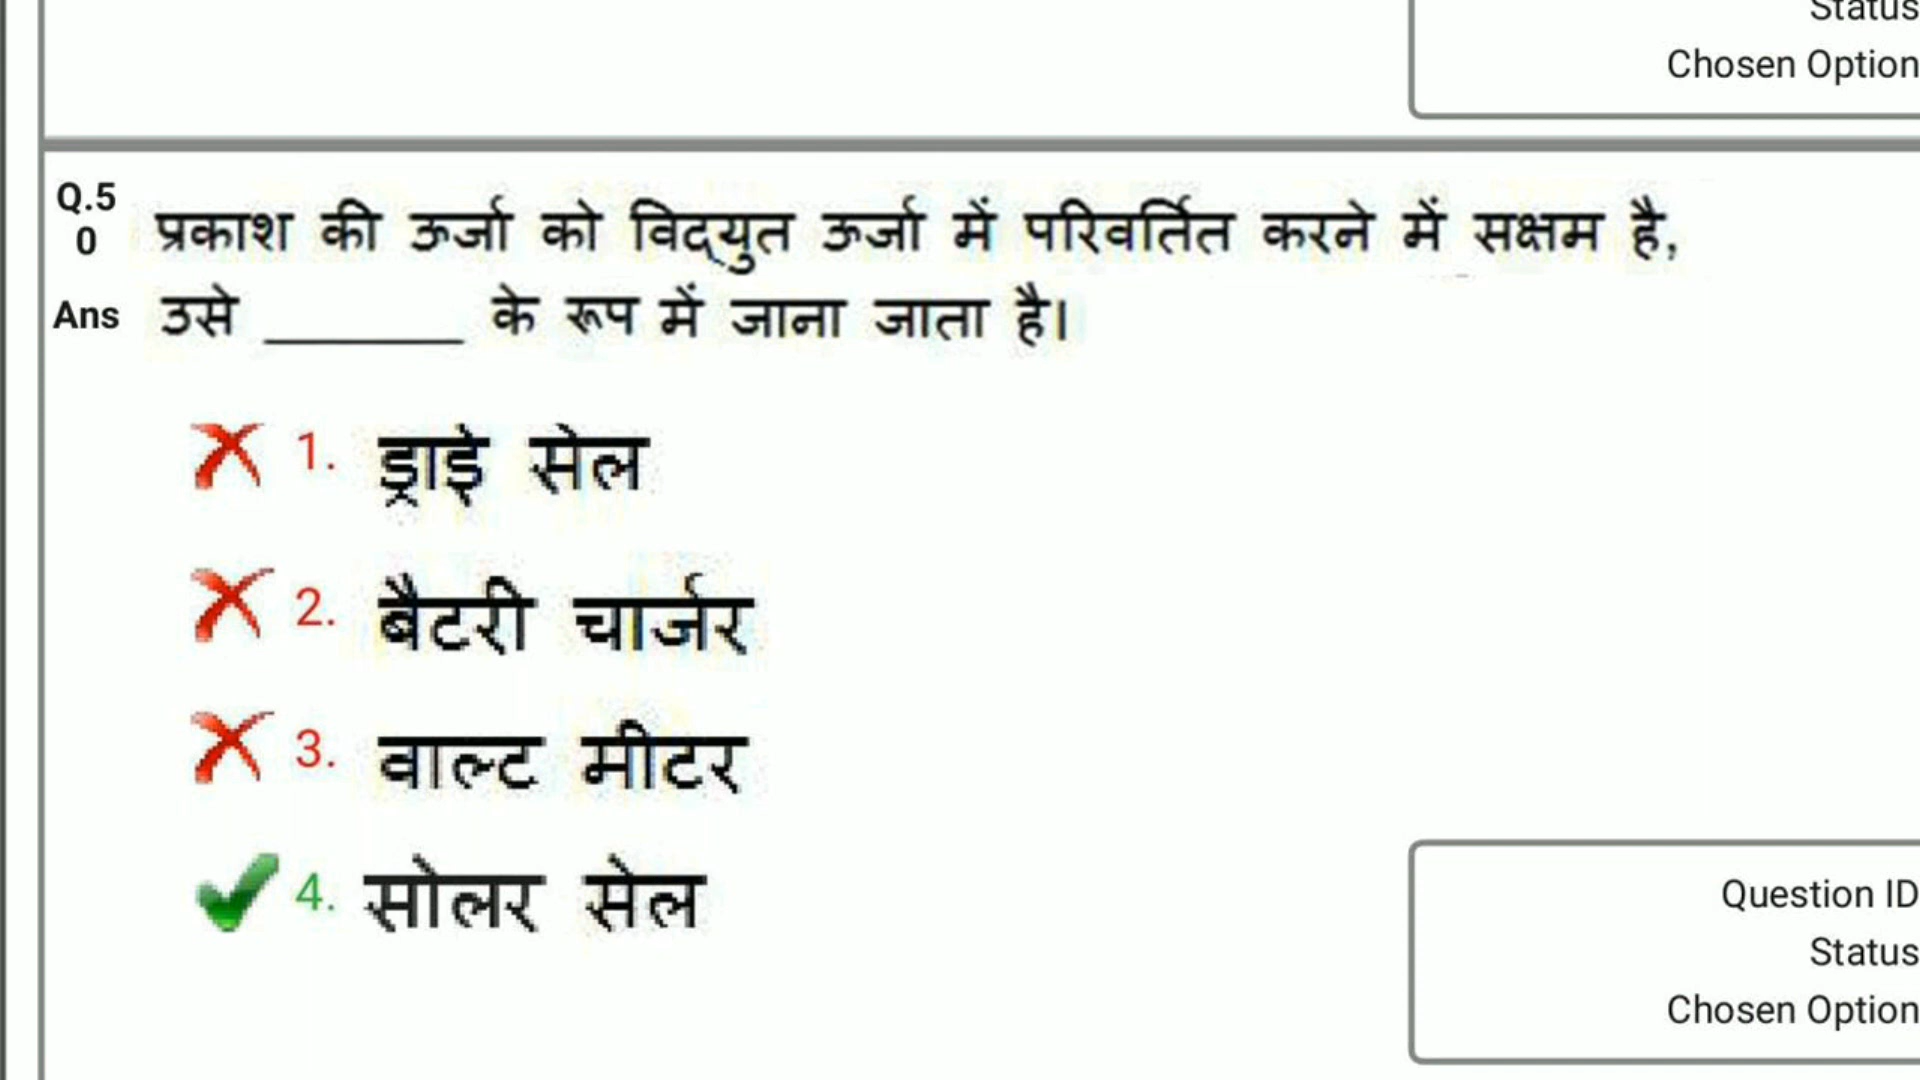 Status
Chosen Option
Q.5
0
प्रकाश की ऊर्जा को विद्युत ऊर्जा में परिवर्तित करने में सक्षम है,
Ans उसे ________ के रूप में जाना जाता है।
1. ड्राई सेल
2. बैटरी चार्जर
3. वाल्ट मीटर
4. सोलर सेल
Question ID
Status
Chosen Option